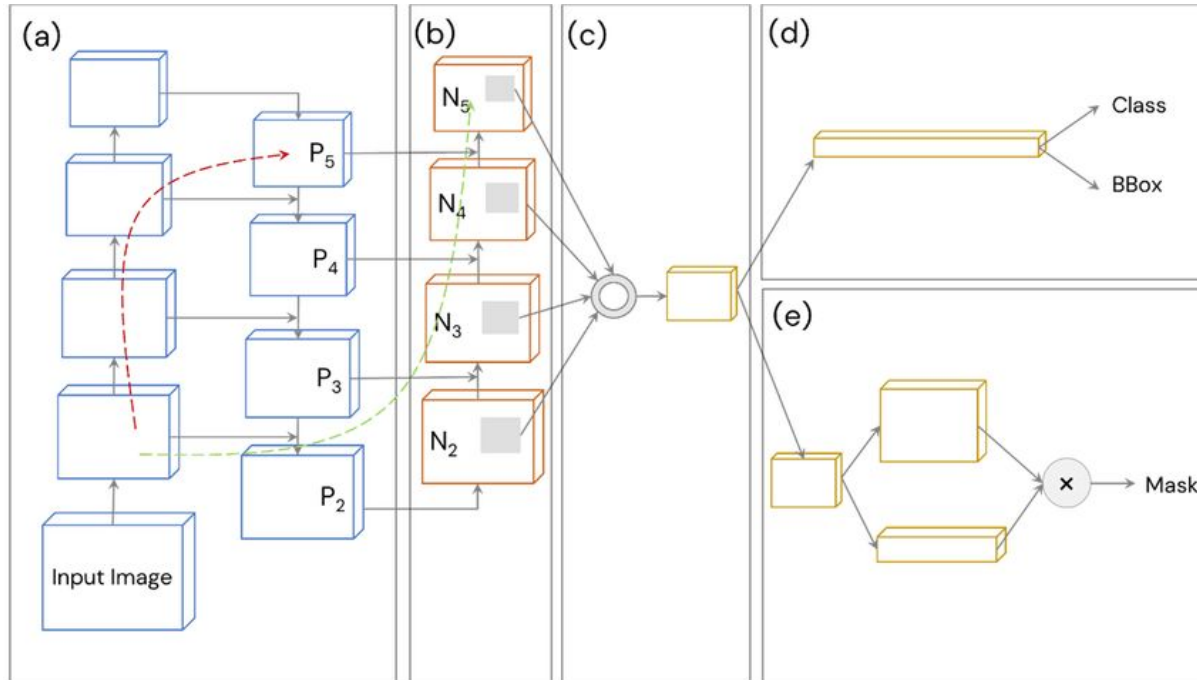 (a)
P5
P4
P3
P2
Input Image
(b)
N5
N4
N3
N2
(c)
(d)
Class
BBox
(e)
×
Mask